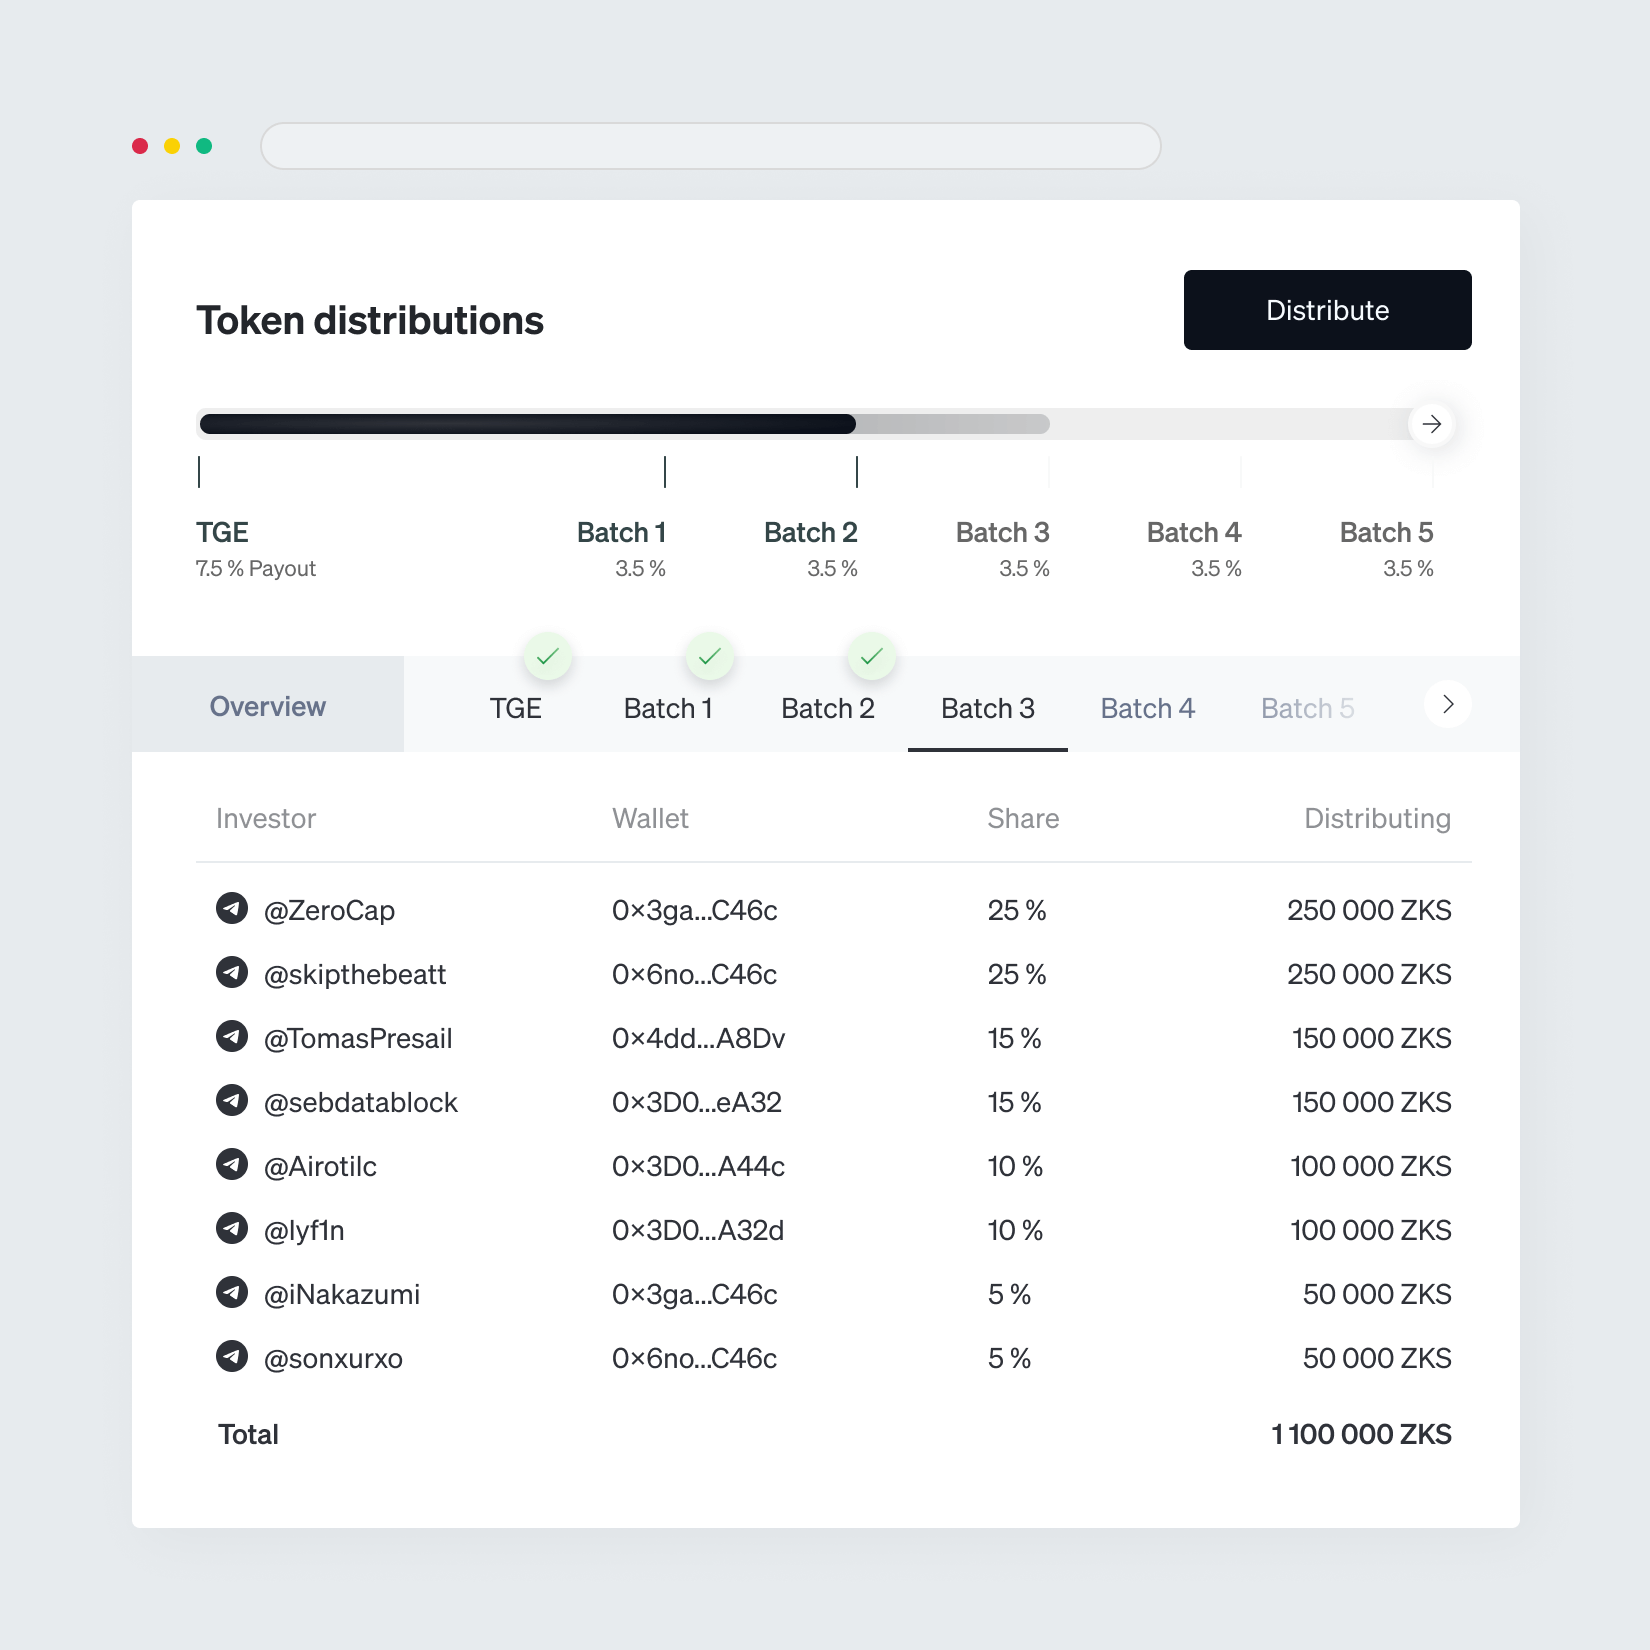 Token distributions
Distribute
TGE Batch 1 Batch 2 Batch 3 Batch 4 Batch 5
7.5 % Payout 3.5 % 3.5 % 3.5 % 3.5 % 3.5 %
Overview TGE Batch 1 Batch 2 Batch 3 Batch 4 Batch 5
Investor Wallet Share Distributing
@ZeroCap 0×3ga...C46c 25 % 250 000 ZKS
@skipthebeatt 0×6no...C46c 25 % 250 000 ZKS
@TomasPresail 0×4dd...A8Dv 15 % 150 000 ZKS
@sebdatablock 0×3D0...eA32 15 % 150 000 ZKS
@Airotilc 0×3D0...A44c 10 % 100 000 ZKS
@lyf1n 0×3D0...A32d 10 % 100 000 ZKS
@iNakazumi 0×3ga...C46c 5 % 50 000 ZKS
@sonxurxo 0×6no...C46c 5 % 50 000 ZKS
Total 1 100 000 ZKS